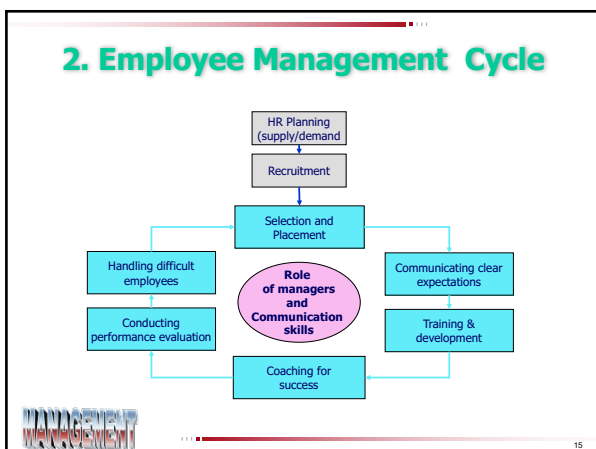 2. Employee Management Cycle
HR Planning
(supply/demand
Recruitment
Selection and
Placement
Handling difficult
employees
Communicating clear
expectations
Role
of managers
and
Communication
skills
Conducting
performance evaluation
Training &
development
Coaching for
success
MANAGEMENT
15